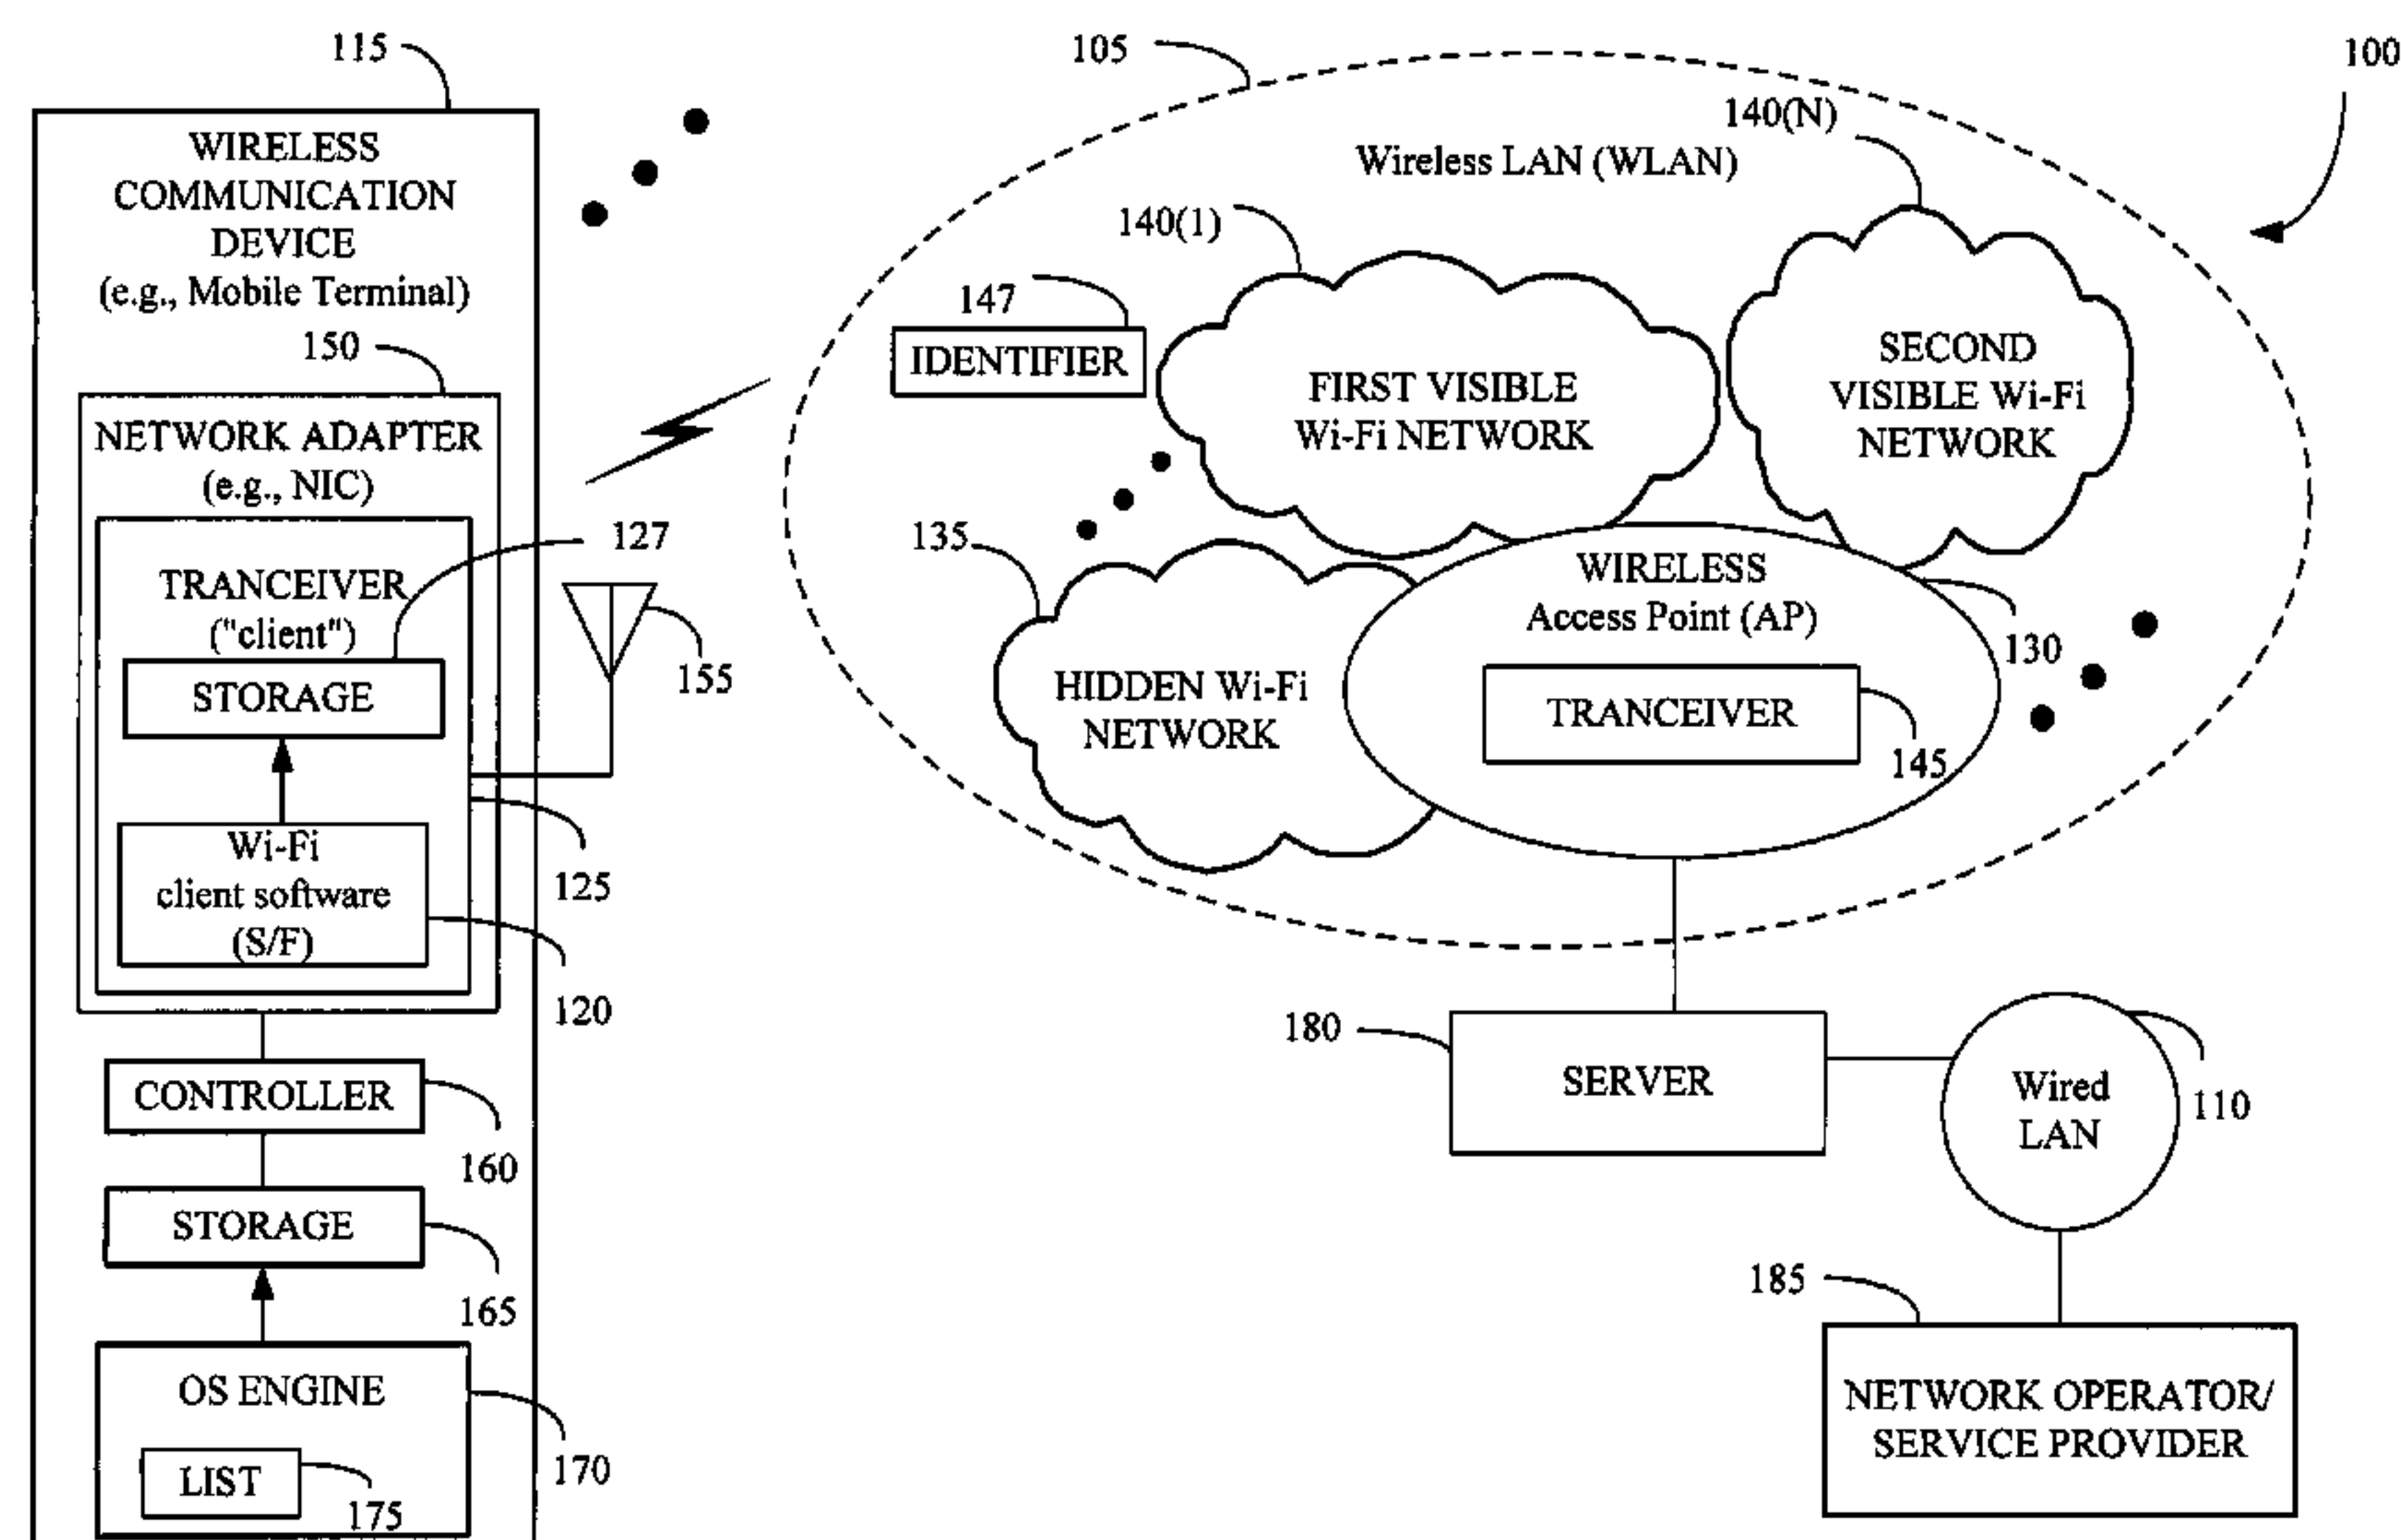 115
WIRELESS
COMMUNICATION
DEVICE
(e.g., Mobile Terminal)
150
NETWORK ADAPTER
(e.g., NIC)
TRANCEIVER
("client")
127
STORAGE
155
Wi-Fi
client software
(S/F)
125
120
CONTROLLER
160
STORAGE
165
OS ENGINE
170
LIST
175
105
100
Wireless LAN (WLAN)
140(N)
140(1)
147
IDENTIFIER
FIRST VISIBLE
Wi-Fi NETWORK
SECOND
VISIBLE Wi-Fi
NETWORK
135
HIDDEN Wi-Fi
NETWORK
WIRELESS
Access Point (AP)
130
TRANCEIVER
145
180
SERVER
Wired
LAN
110
185
NETWORK OPERATOR/
SERVICE PROVIDER